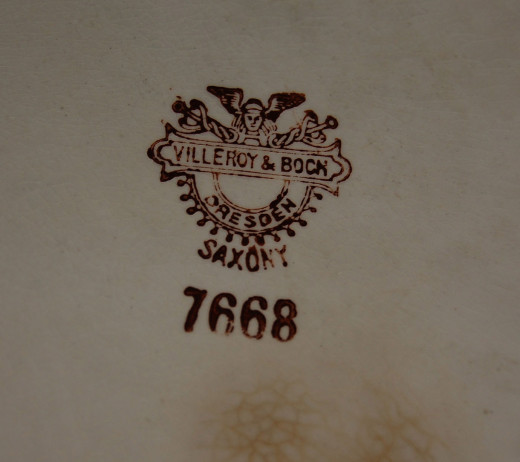 VILLEROY & BOCH
DRESDEN
SAXONY
7668